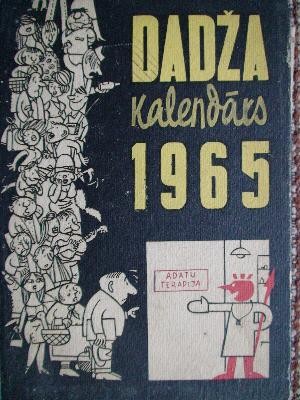 DADŽA
Kalendārs
1965
ADATU
TERAPIJA